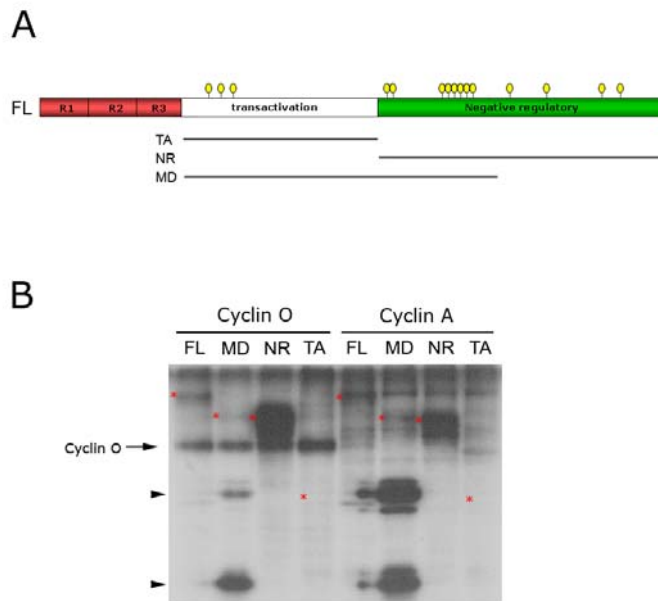 A
FL R1 R2 R3 transactivation Negative regulatory
TA
NR
MD
B
Cyclin O Cyclin A
FL MD NR TA FL MD NR TA
* * * * * * * *
Cyclin O